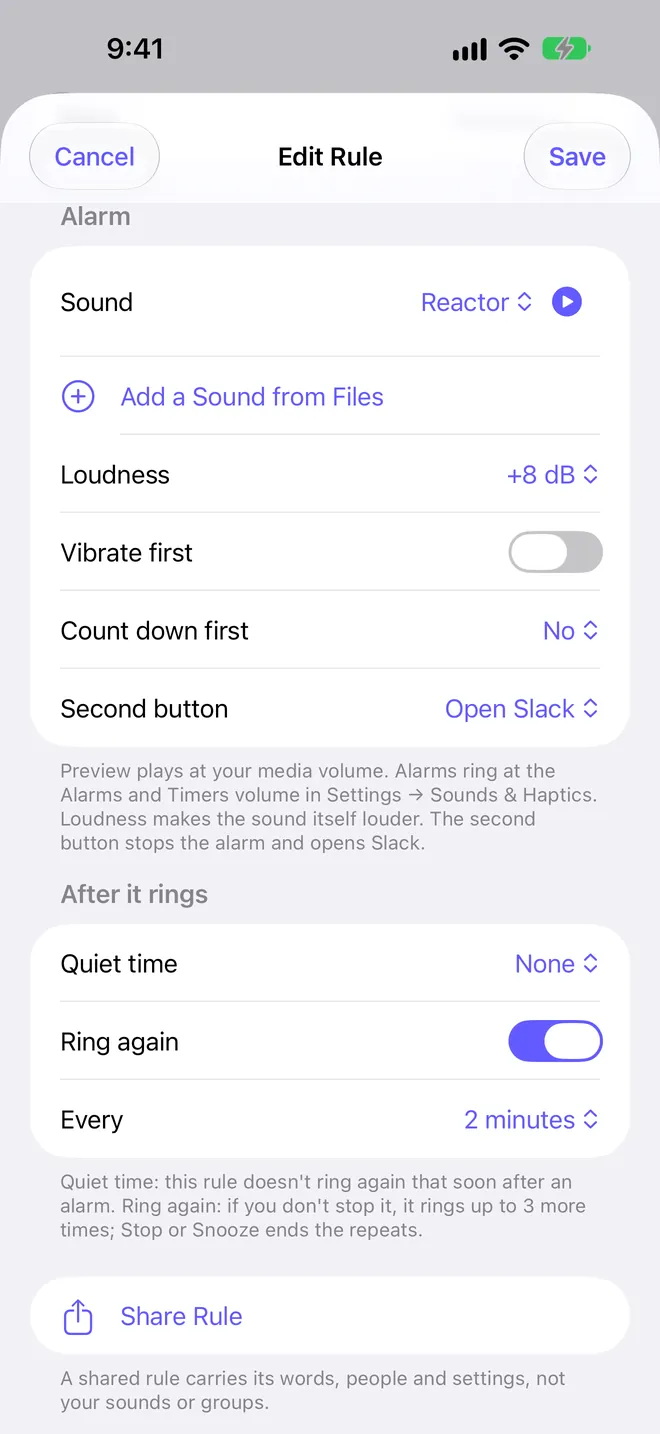 9:41
Cancel
Edit Rule
Save
Alarm
Sound
Reactor
Add a Sound from Files
Loudness
+8 dB
Vibrate first
Count down first
No
Second button
Open Slack
Preview plays at your media volume. Alarms ring at the
Alarms and Timers volume in Settings → Sounds & Haptics.
Loudness makes the sound itself louder. The second
button stops the alarm and opens Slack.
After it rings
Quiet time
None
Ring again
Every
2 minutes
Quiet time: this rule doesn't ring again that soon after an
alarm. Ring again: if you don't stop it, it rings up to 3 more
times; Stop or Snooze ends the repeats.
Share Rule
A shared rule carries its words, people and settings, not
your sounds or groups.